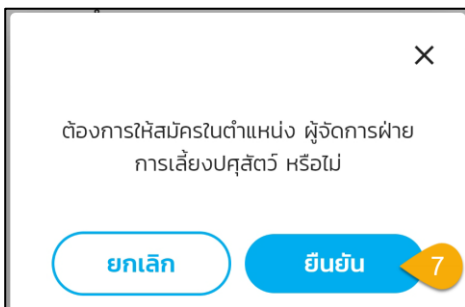 ต้องการให้สมัครในตำแหน่ง ผู้จัดการฝ่าย
การเลี้ยงปศุสัตว์ หรือไม่
ยกเลิก
ยืนยัน
7